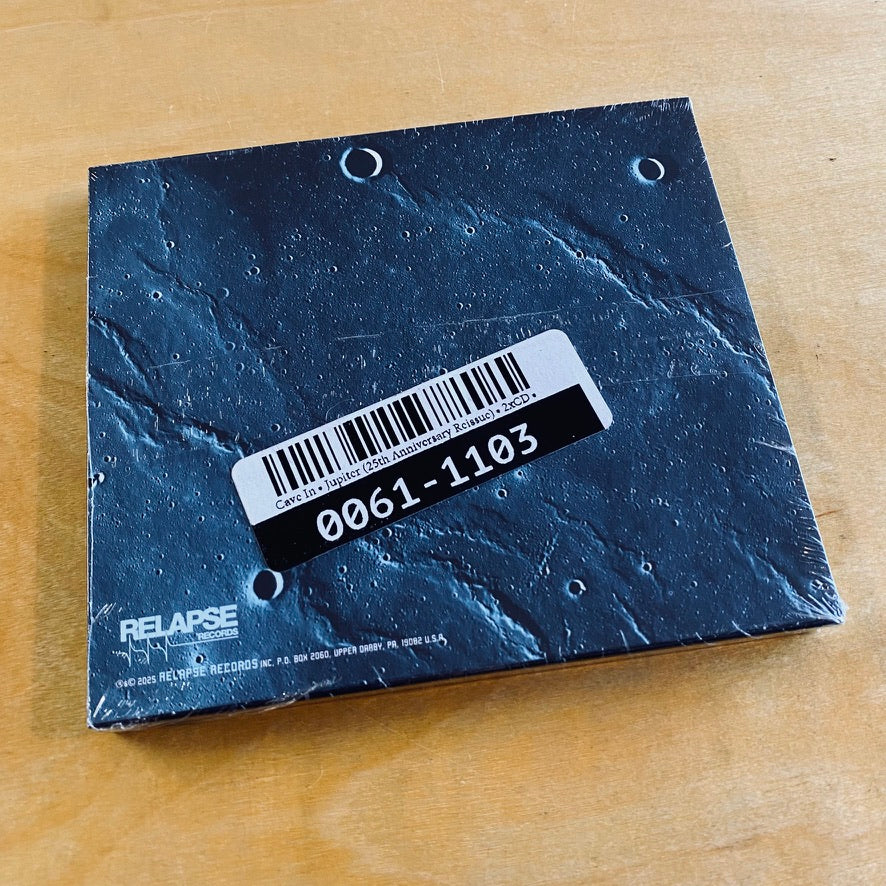 Cave In • Jupiter (25th Anniversary Reissue) • 2xCD •
0061-1103
RELAPSE
RECORDS
℗&© 2025 RELAPSE RECORDS INC. P.O. BOX 2060, UPPER DARBY, PA. 19082 U.S.A.